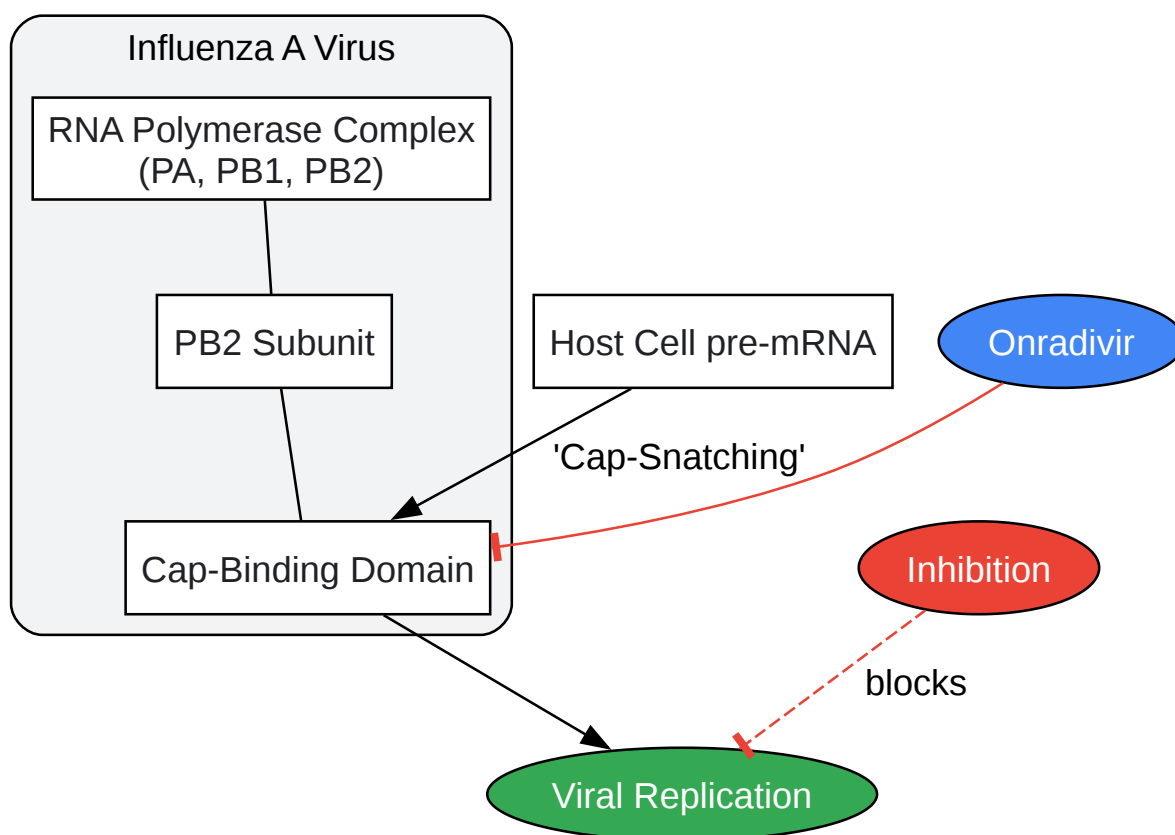 Influenza A Virus
RNA Polymerase Complex
(PA, PB1, PB2)
PB2 Subunit
Host Cell pre-mRNA
Onradivir
'Cap-Snatching'
Cap-Binding Domain
Inhibition
blocks
Viral Replication